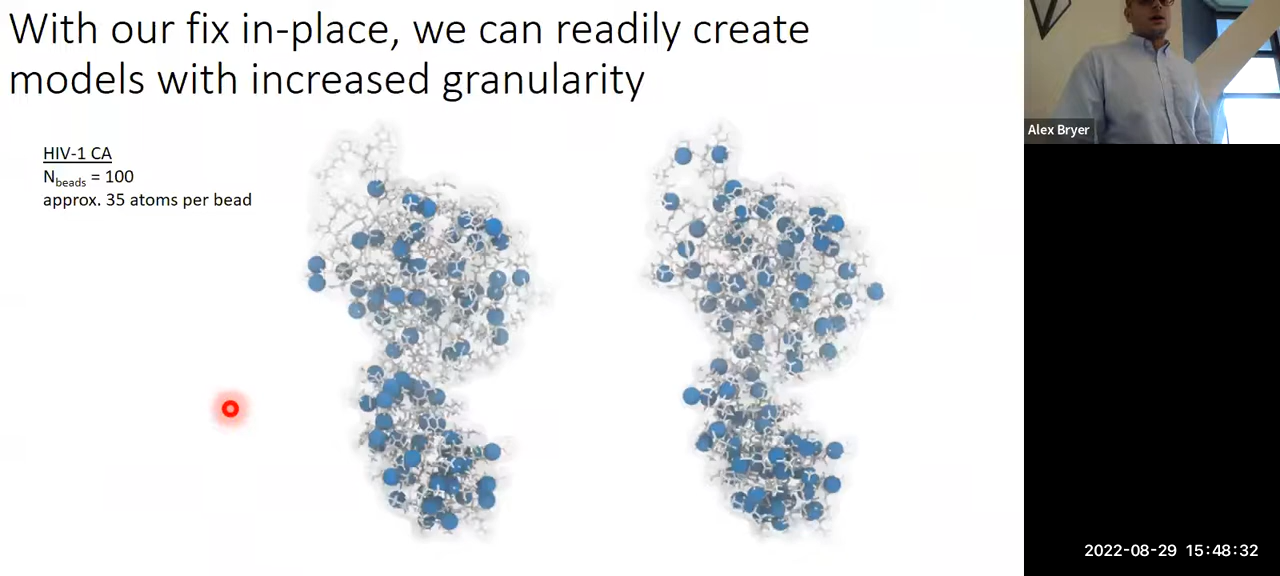 With our fix in-place, we can readily create
models with increased granularity
HIV-1 CA
Nbeads = 100
approx. 35 atoms per bead
Alex Bryer
2022-08-29 15:48:32